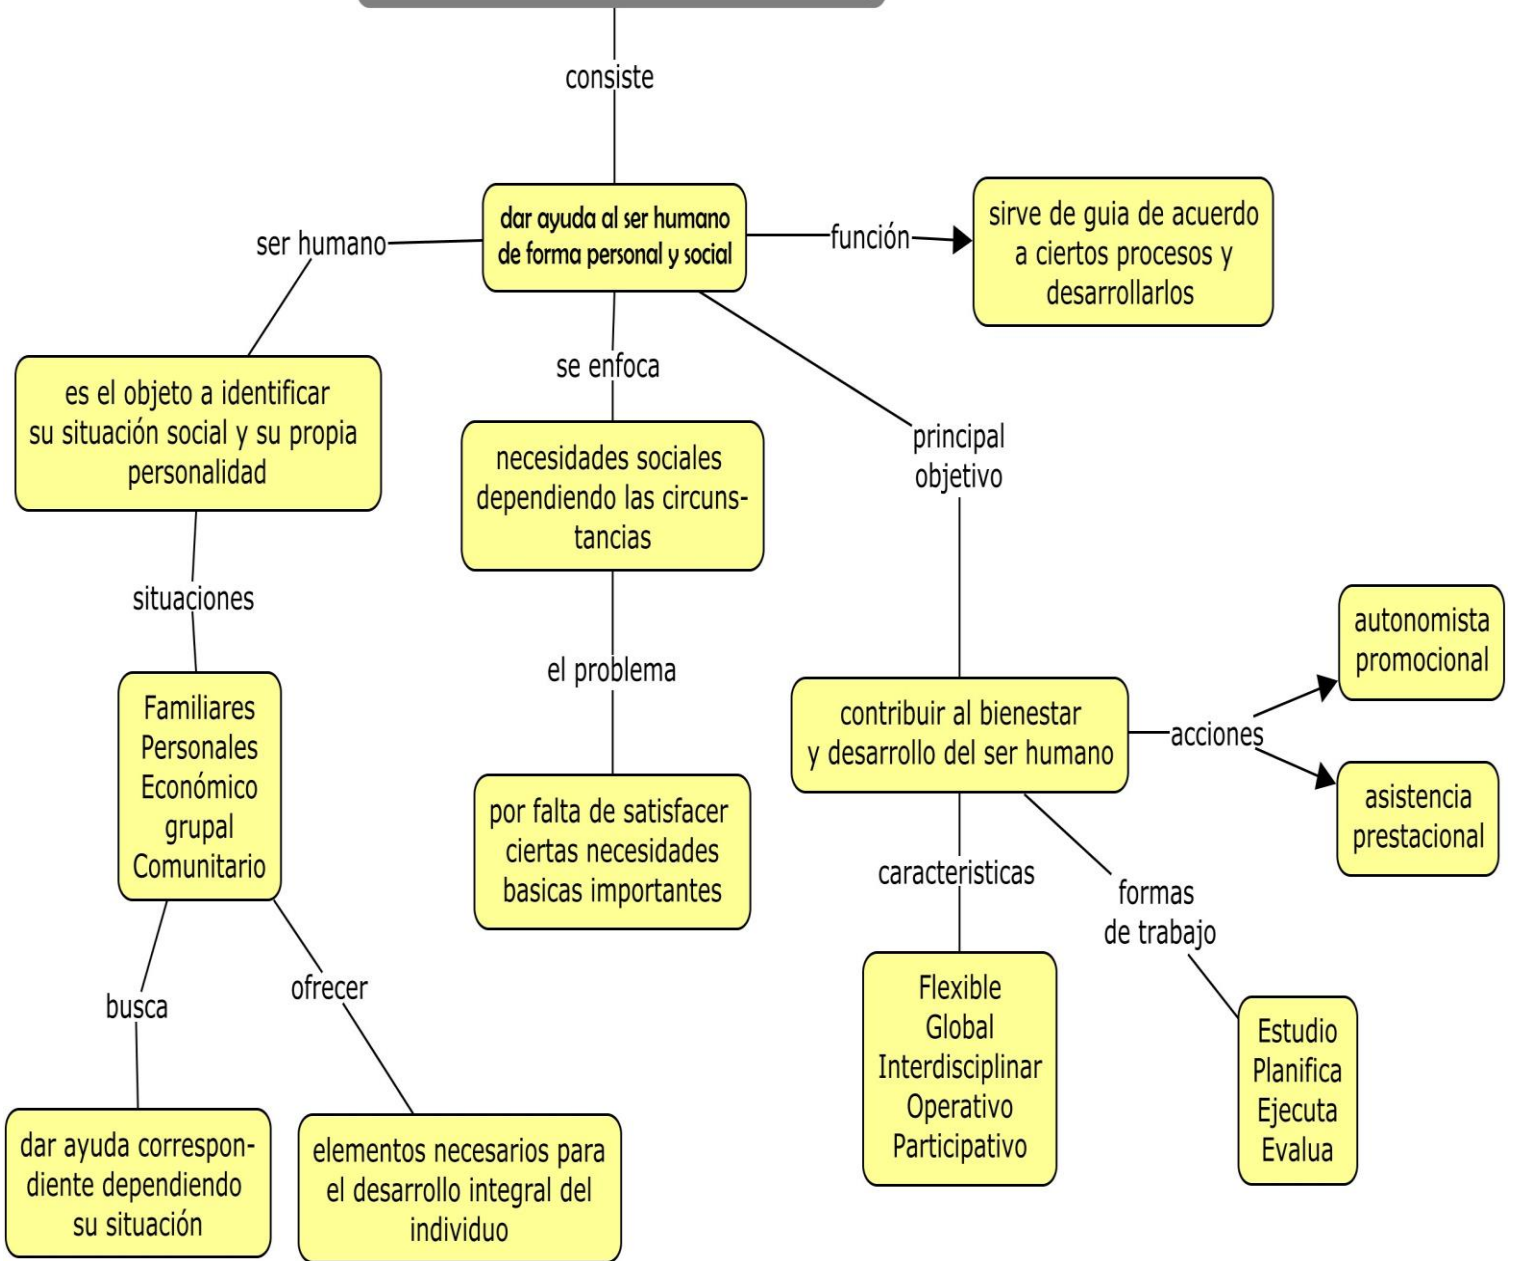 consiste
dar ayuda al ser humano
de forma personal y social
ser humano
función
sirve de guia de acuerdo
a ciertos procesos y
desarrollarlos
es el objeto a identificar
su situación social y su propia
personalidad
se enfoca
necesidades sociales
dependiendo las circuns-
tancias
principal
objetivo
situaciones
el problema
autonomista
promocional
Familiares
Personales
Económico
grupal
Comunitario
contribuir al bienestar
y desarrollo del ser humano
acciones
asistencia
prestacional
por falta de satisfacer
ciertas necesidades
basicas importantes
caracteristicas
formas
de trabajo
busca
ofrecer
Flexible
Global
Interdisciplinar
Operativo
Participativo
Estudio
Planifica
Ejecuta
Evalua
dar ayuda correspon-
diente dependiendo
su situación
elementos necesarios para
el desarrollo integral del
individuo